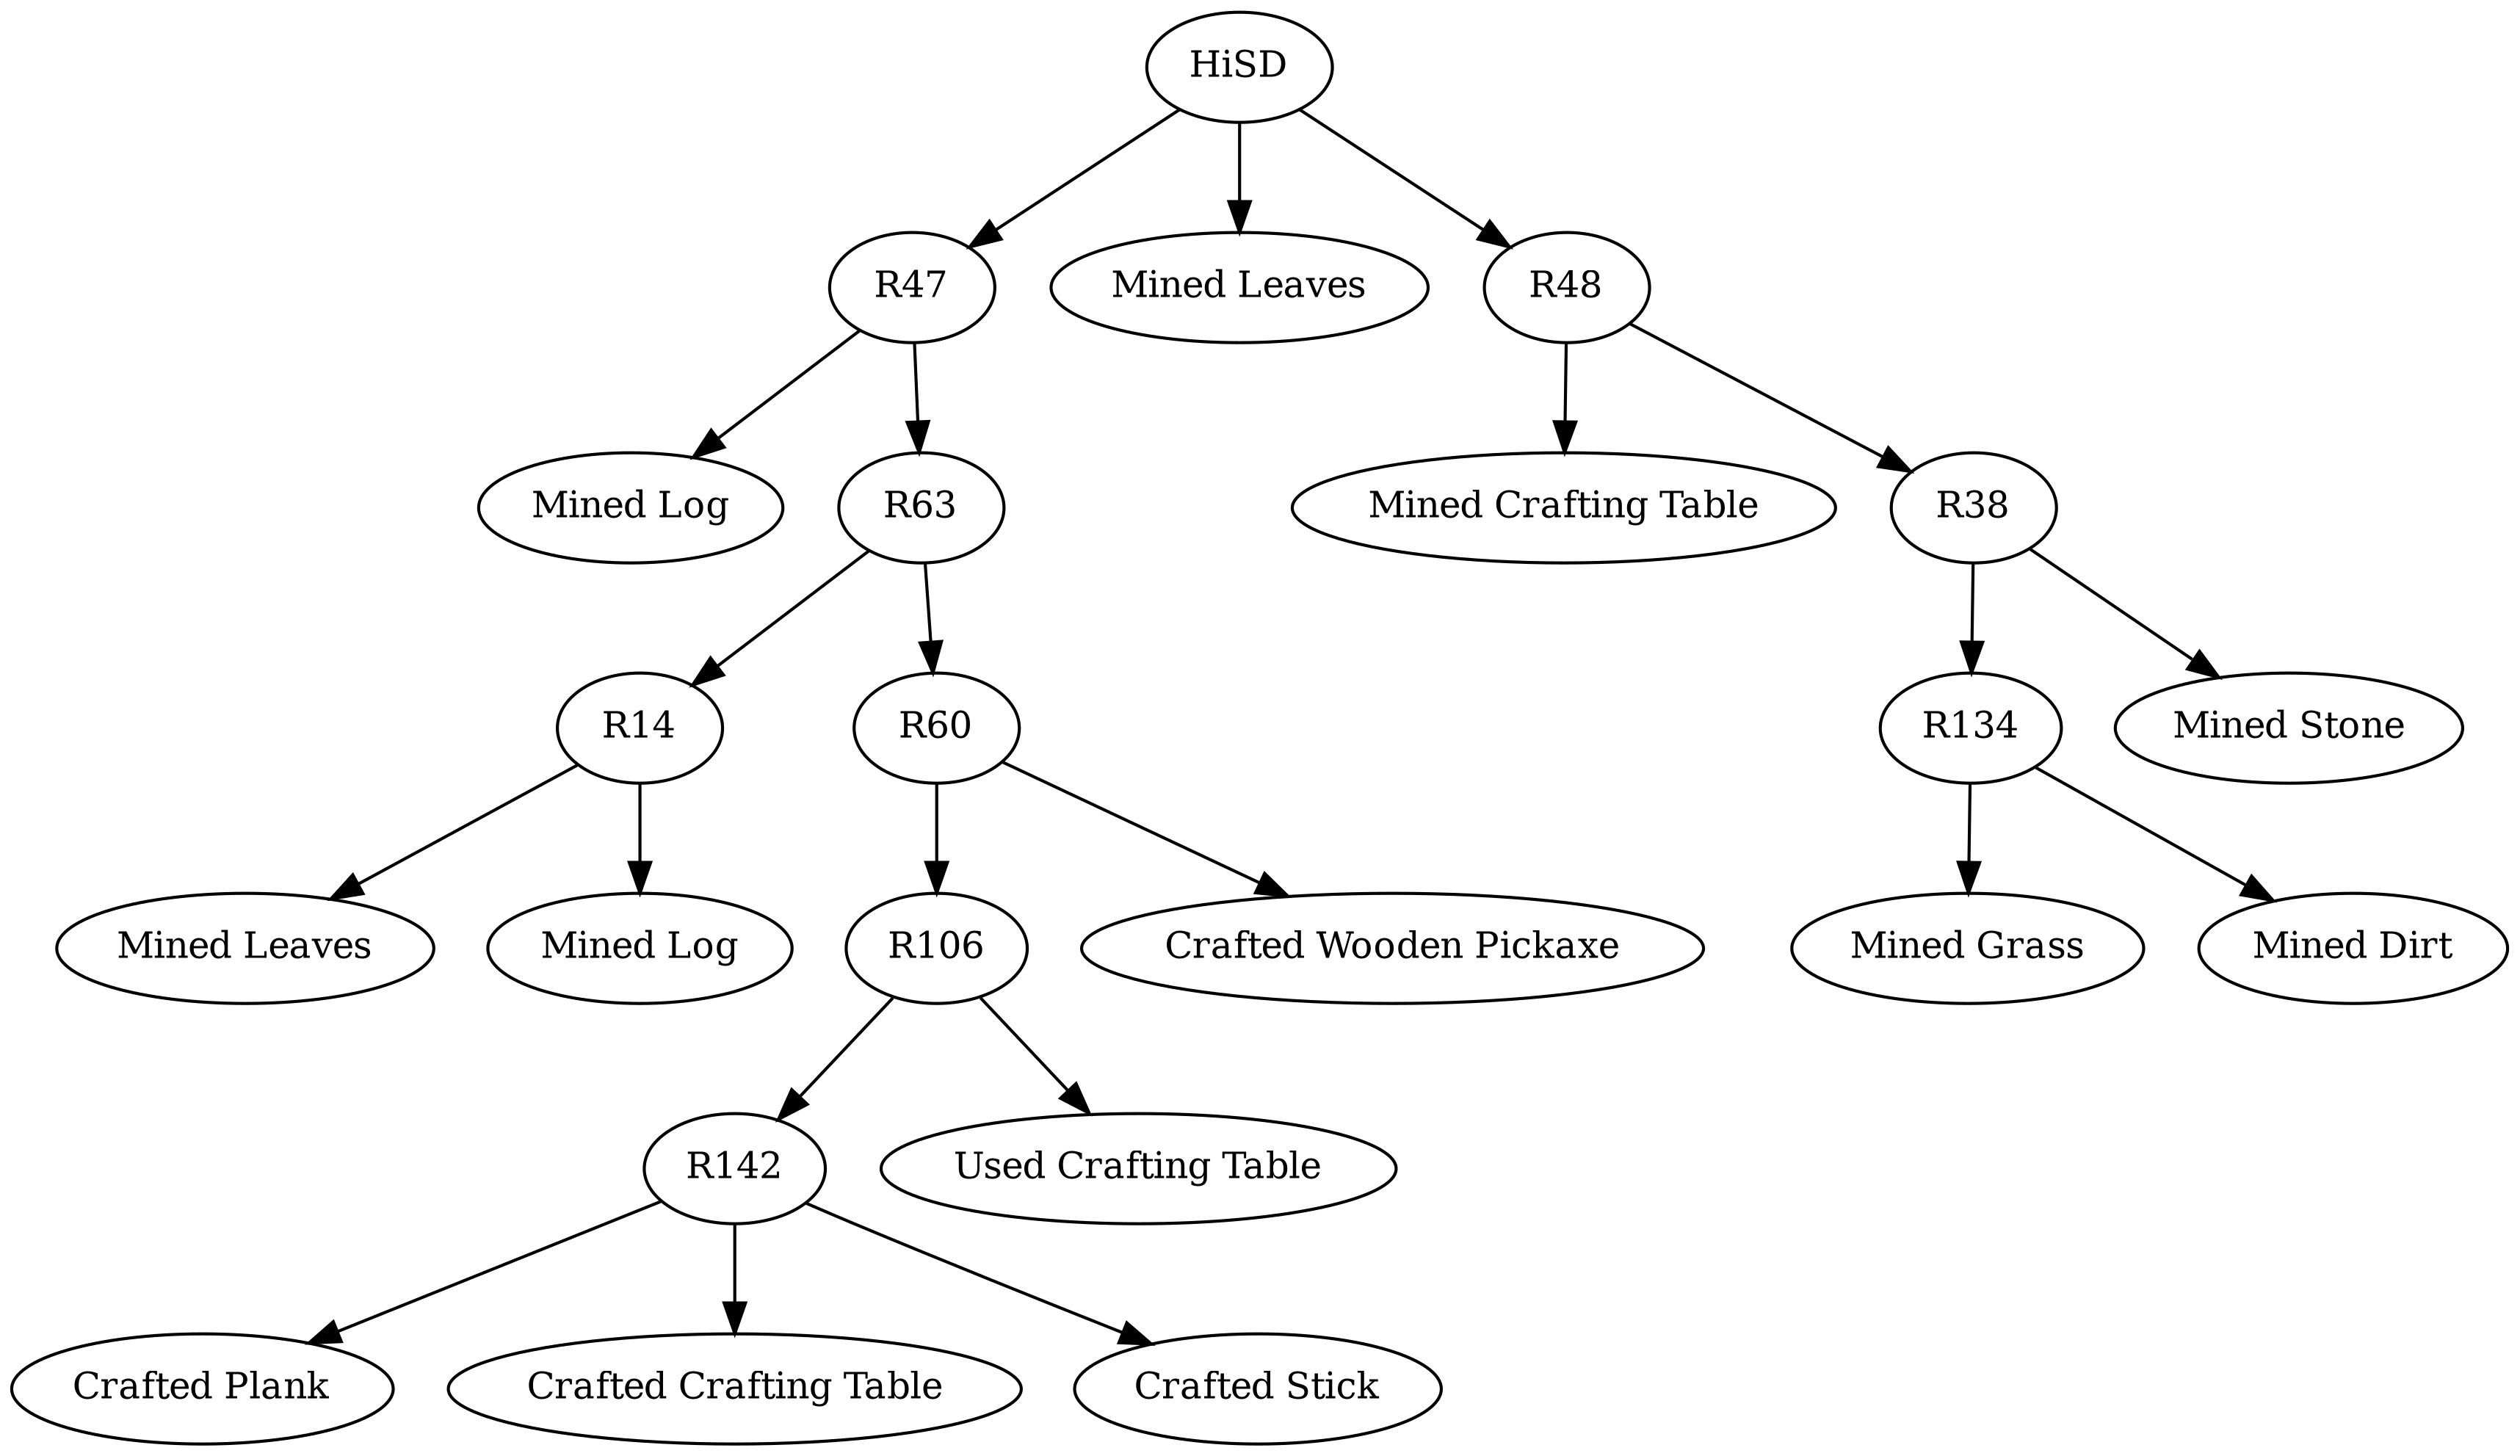 HiSD
R47
Mined Leaves
R48
Mined Log
R63
Mined Crafting Table
R38
R14
R60
R134
Mined Stone
Mined Leaves
Mined Log
R106
Crafted Wooden Pickaxe
Mined Grass
Mined Dirt
R142
Used Crafting Table
Crafted Plank
Crafted Crafting Table
Crafted Stick